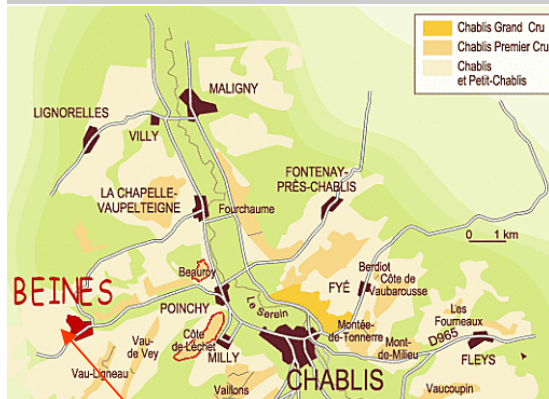 Chablis Grand Cru
Chablis Premier Cru
Chablis
et Petit-Chablis
MALIGNY
LIGNORELLES
VILLY
FONTENAY-
PRÈS-CHABLIS
LA CHAPELLE-
VAUPELTEIGNE
Fourchaume
0 1 km
Beauroy
Berdiot
FYÉ
Côte de
Vaubarousse
BEINES
POINCHY
Le Serein
Les
Fourneaux
Montée-
de-Tonnerre
Côte
de-Léchet
Vau-
de Vey
Mont-
de-Milieu
D965
MILLY
FLEYS
Vau-Ligneau
CHABLIS
Vaillons
Vaucoupin